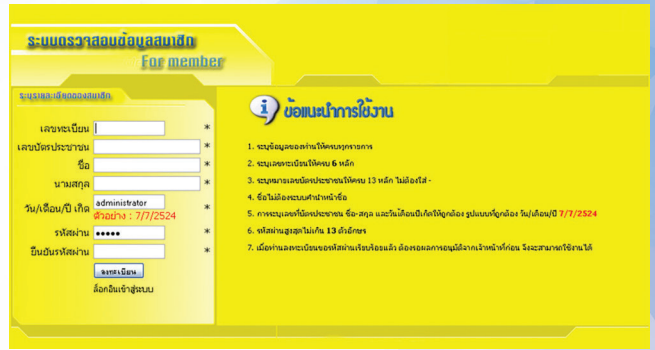 ระบบตรวจสอบข้อมูลสมาชิก
For member
ระบุรายละเอียดของสมาชิก
เลขทะเบียน *
เลขบัตรประชาชน *
ชื่อ *
นามสกุล *
วัน/เดือน/ปี เกิด administrator *
ตัวอย่าง : 7/7/2524
รหัสผ่าน ••••• *
ยืนยันรหัสผ่าน *
ลงทะเบียน
ล็อกอินเข้าสู่ระบบ
i ข้อแนะนำการใช้งาน
1. ระบุข้อมูลของท่านให้ครบทุกรายการ
2. ระบุเลขทะเบียนให้ครบ 6 หลัก
3. ระบุหมายเลขบัตรประชาชนให้ครบ 13 หลัก ไม่ต้องใส่ -
4. ชื่อไม่ต้องระบุคำนำหน้าชื่อ
5. การระบุเลขที่บัตรประชาชน ชื่อ-สกุล และวันเดือนปีเกิดให้ถูกต้อง รูปแบบที่ถูกต้อง วัน/เดือน/ปี 7/7/2524
6. รหัสผ่านสูงสุดไม่เกิน 13 ตัวอักษร
7. เมื่อท่านลงทะเบียนขอรหัสผ่านเรียบร้อยแล้ว ต้องรอผลการอนุมัติจากเจ้าหน้าที่ก่อน จึงจะสามารถใช้งานได้